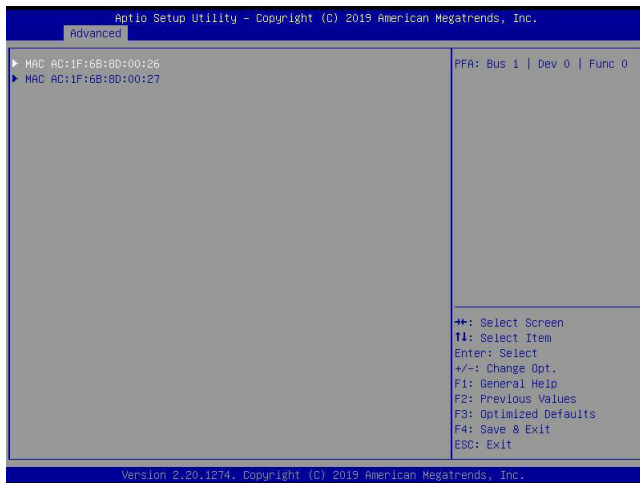 Aptio Setup Utility – Copyright (C) 2019 American Megatrends, Inc.
Advanced
▶ MAC AC:1F:6B:8D:00:26
▶ MAC AC:1F:6B:8D:00:27
PFA: Bus 1 | Dev 0 | Func 0
→←: Select Screen
↑↓: Select Item
Enter: Select
+/-: Change Opt.
F1: General Help
F2: Previous Values
F3: Optimized Defaults
F4: Save & Exit
ESC: Exit
Version 2.20.1274. Copyright (C) 2019 American Megatrends, Inc.